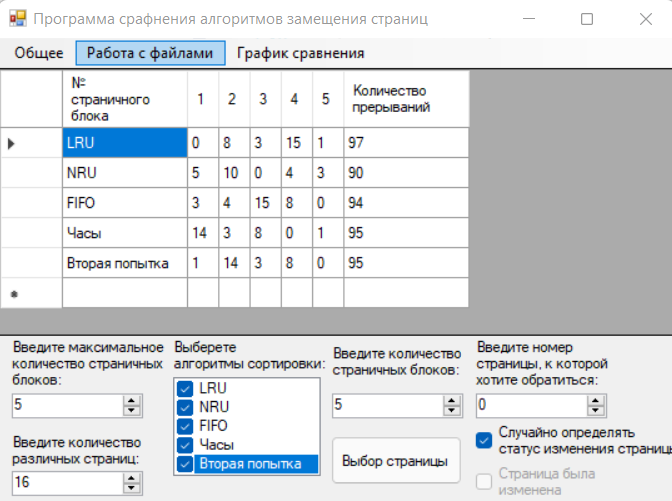 Программа срафнения алгоритмов замещения страниц
Общее Работа с файлами График сравнения
№ страничного блока 1 2 3 4 5 Количество прерываний
LRU 0 8 3 15 1 97
NRU 5 10 0 4 3 90
FIFO 3 4 15 8 0 94
Часы 14 3 8 0 1 95
Вторая попытка 1 14 3 8 0 95
Введите максимальное
количество страничных
блоков:
5
Введите количество
различных страниц:
16
Выберете
алгоритмы сортировки:
LRU
NRU
FIFO
Часы
Вторая попытка
Введите количество
страничных блоков:
5
Выбор страницы
Введите номер
страницы, к которой
хотите обратиться:
0
Случайно определять
статус изменения страницы
Страница была
изменена